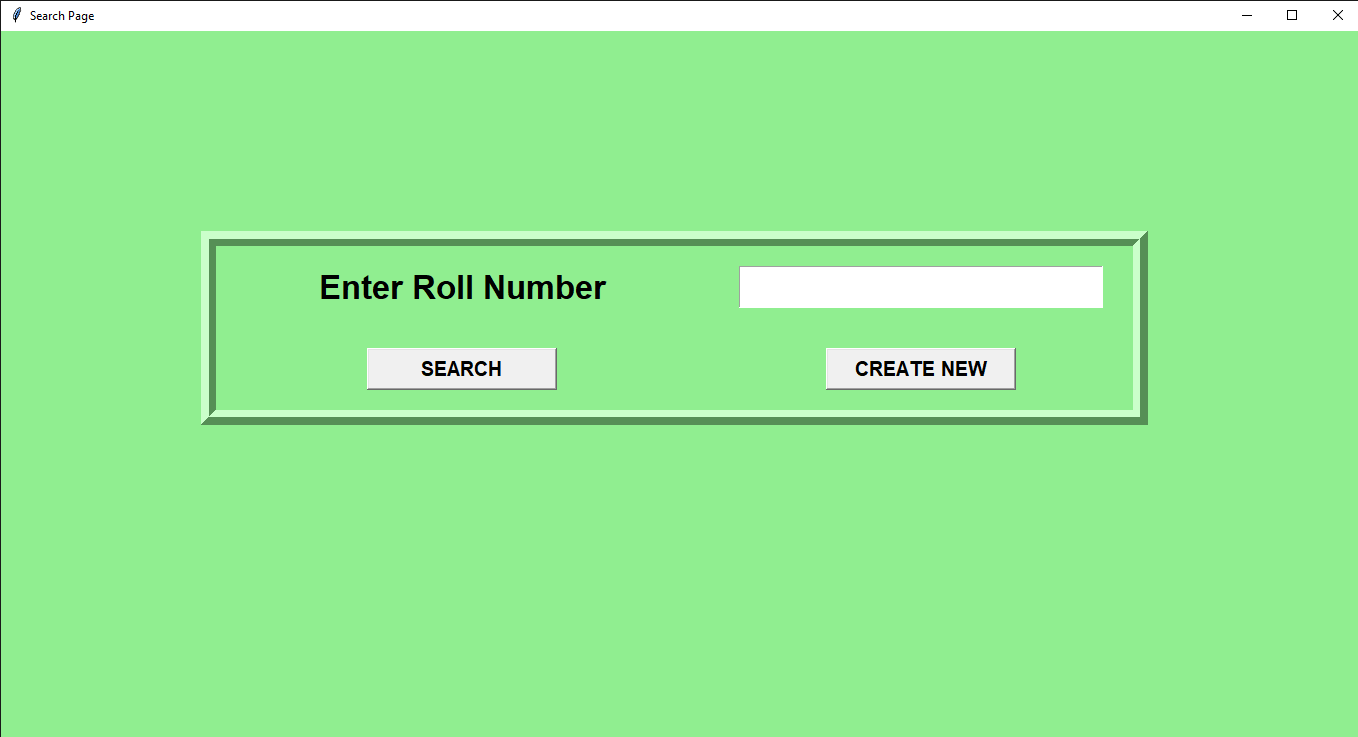 Search Page
Enter Roll Number
SEARCH
CREATE NEW